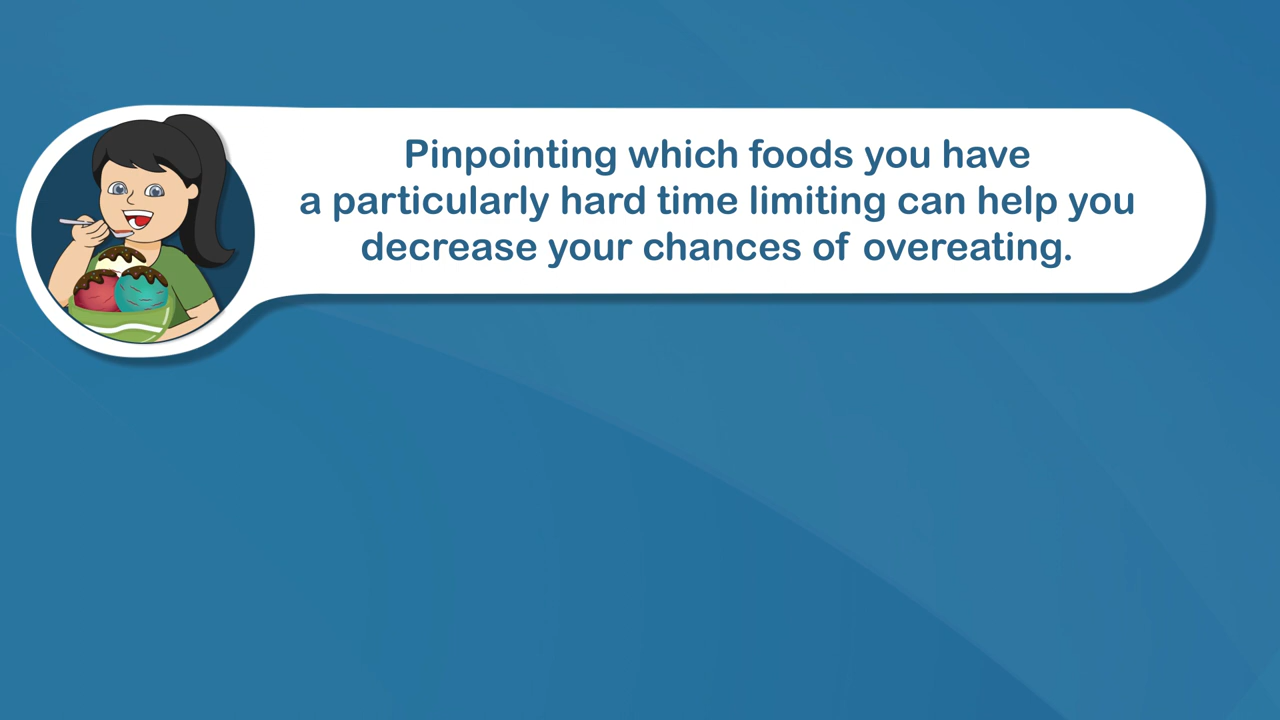 Pinpointing which foods you have
a particularly hard time limiting can help you
decrease your chances of overeating.